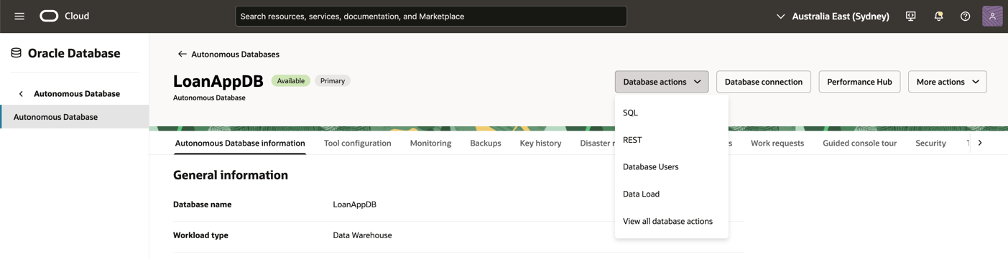 Cloud
Search resources, services, documentation, and Marketplace
Australia East (Sydney)
Oracle Database
Autonomous Database
Autonomous Database
Autonomous Databases
LoanAppDB Available Primary
Autonomous Database
Database actions Database connection Performance Hub More actions
SQL
REST
Database Users
Data Load
View all database actions
Autonomous Database information Tool configuration Monitoring Backups Key history Disaster Work requests Guided console tour Security
General information
Database name LoanAppDB
Workload type Data Warehouse